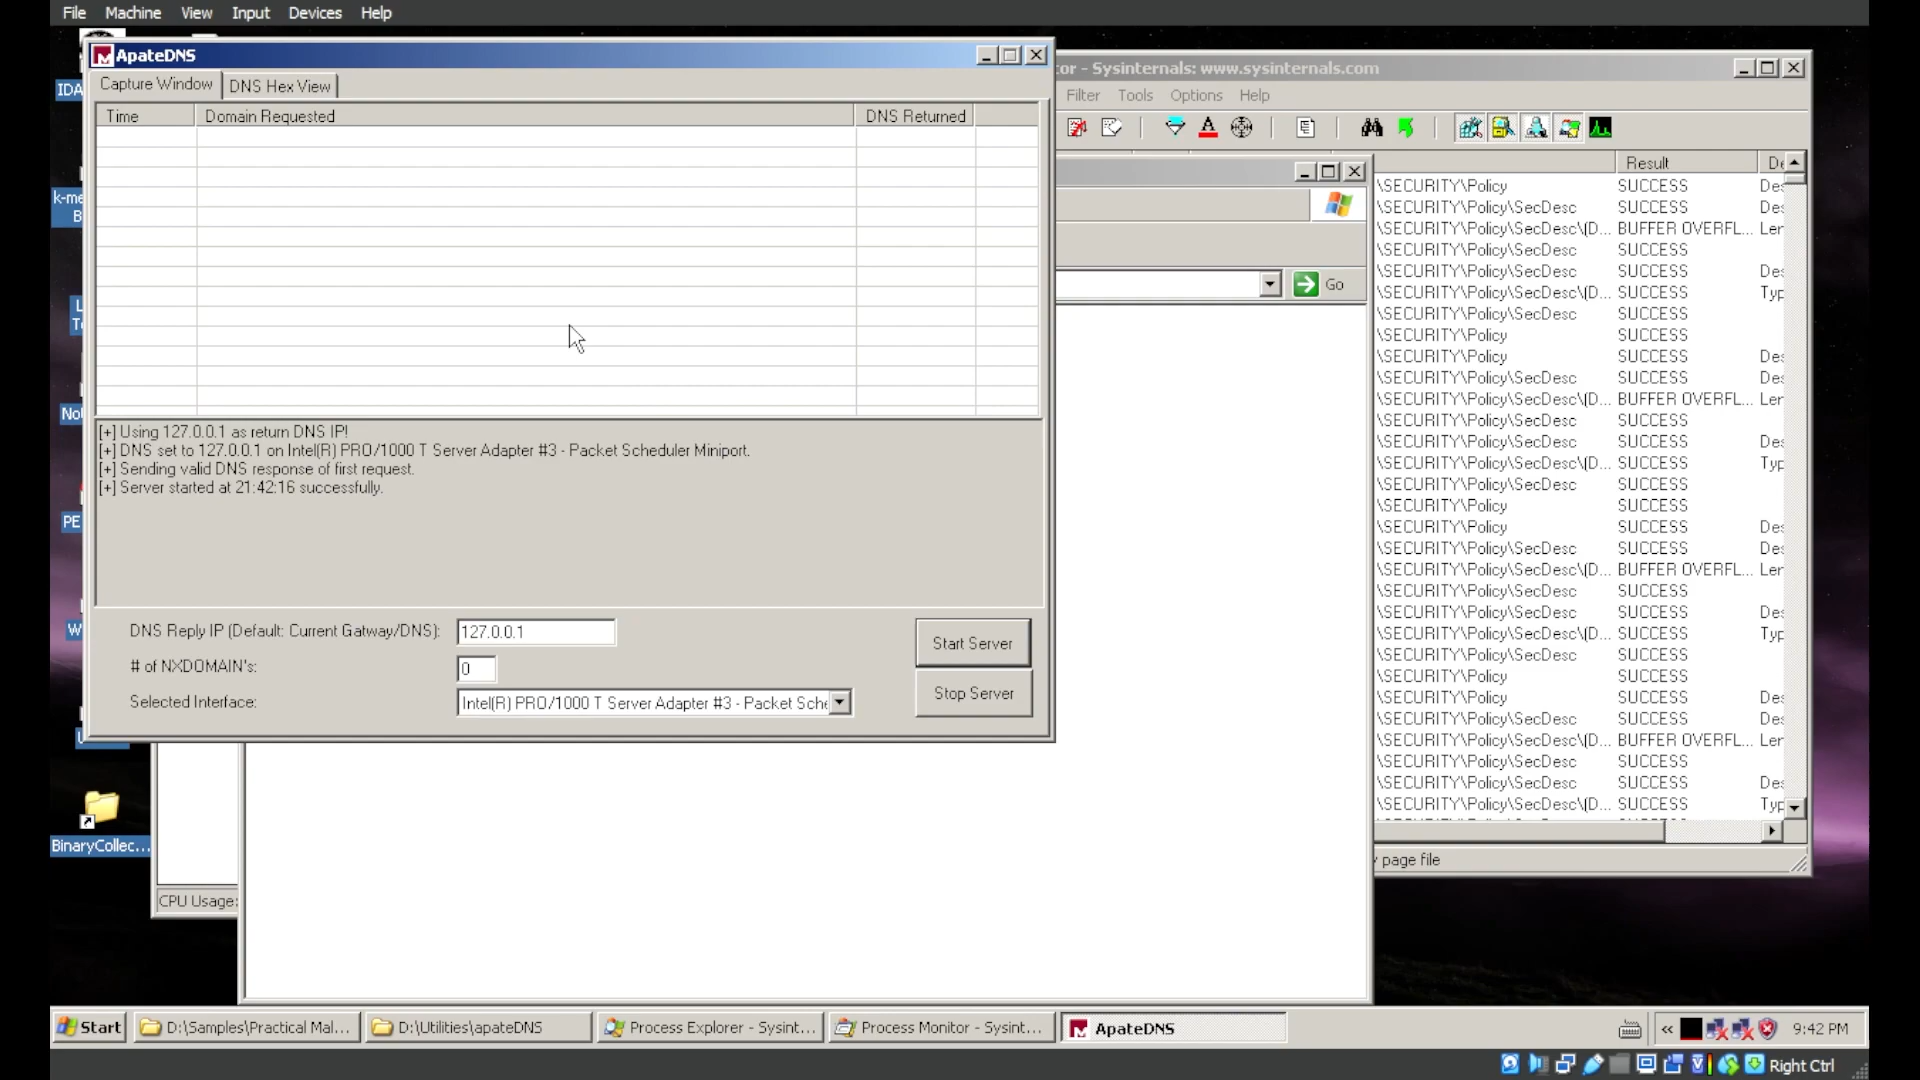 File Machine View Input Devices Help
ApateDNS
Capture Window DNS Hex View
Time Domain Requested DNS Returned
[+] Using 127.0.0.1 as return DNS IP!
[+] DNS set to 127.0.0.1 on Intel(R) PRO/1000 T Server Adapter #3 - Packet Scheduler Miniport.
[+] Sending valid DNS response of first request.
[+] Server started at 21:42:16 successfully.
DNS Reply IP (Default: Current Gatway/DNS): 127.0.0.1
# of NXDOMAIN's: 0
Selected Interface: Intel(R) PRO/1000 T Server Adapter #3 - Packet Sche
Start Server
Stop Server
- Sysinternals: www.sysinternals.com
Filter Tools Options Help
Go
Result
\SECURITY\Policy SUCCESS
\SECURITY\Policy\SecDesc SUCCESS
\SECURITY\Policy\SecDesc\(D... BUFFER OVERFL...
\SECURITY\Policy\SecDesc SUCCESS
\SECURITY\Policy\SecDesc SUCCESS
\SECURITY\Policy\SecDesc\(D... SUCCESS
\SECURITY\Policy\SecDesc SUCCESS
\SECURITY\Policy SUCCESS
\SECURITY\Policy SUCCESS
\SECURITY\Policy\SecDesc SUCCESS
\SECURITY\Policy\SecDesc\(D... BUFFER OVERFL...
\SECURITY\Policy\SecDesc SUCCESS
\SECURITY\Policy\SecDesc SUCCESS
\SECURITY\Policy\SecDesc\(D... SUCCESS
\SECURITY\Policy\SecDesc SUCCESS
\SECURITY\Policy SUCCESS
\SECURITY\Policy SUCCESS
\SECURITY\Policy\SecDesc SUCCESS
\SECURITY\Policy\SecDesc\(D... BUFFER OVERFL...
\SECURITY\Policy\SecDesc SUCCESS
\SECURITY\Policy\SecDesc SUCCESS
\SECURITY\Policy\SecDesc\(D... SUCCESS
\SECURITY\Policy\SecDesc SUCCESS
\SECURITY\Policy SUCCESS
\SECURITY\Policy SUCCESS
\SECURITY\Policy\SecDesc SUCCESS
\SECURITY\Policy\SecDesc\(D... BUFFER OVERFL...
\SECURITY\Policy\SecDesc SUCCESS
\SECURITY\Policy\SecDesc SUCCESS
\SECURITY\Policy\SecDesc\(D... SUCCESS
page file
IDA
k-me
PE
BinaryCollec...
CPU Usage:
Start D:\Samples\Practical Mal... D:\Utilities\apateDNS Process Explorer - Sysint... Process Monitor - Sysint... ApateDNS 9:42 PM
Right Ctrl